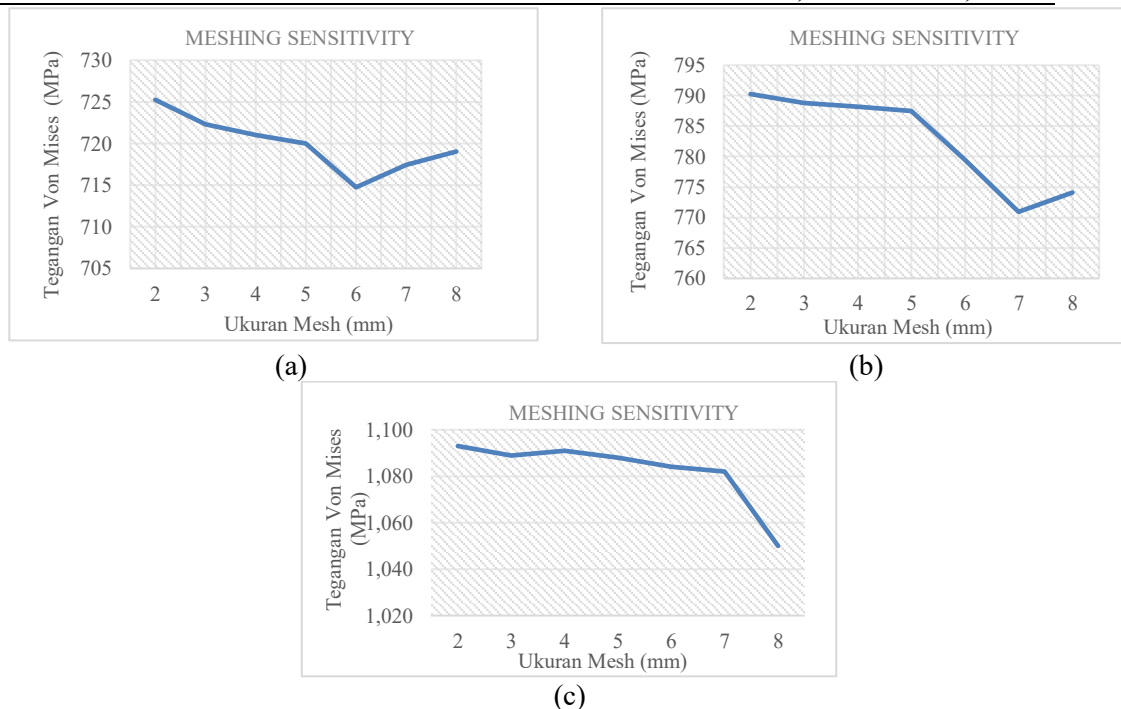 MEESHING SENSITIVITY
Tegangan Von Mises (MPa)
730
725
720
715
710
705
2 3 4 5 6 7 8
Ukuran Mesh (mm)
(a)
MESHING SENSITIVITY
Tegangan Von Mises (MPa)
795
790
785
780
775
770
765
760
2 3 4 5 6 7 8
Ukuran Mesh (mm)
(b)
MESHING SENSITIVITY
Tegangan Von Mises
(MPa)
1,100
1,080
1,060
1,040
1,020
2 3 4 5 6 7 8
Ukuran Mesh (mm)
(c)